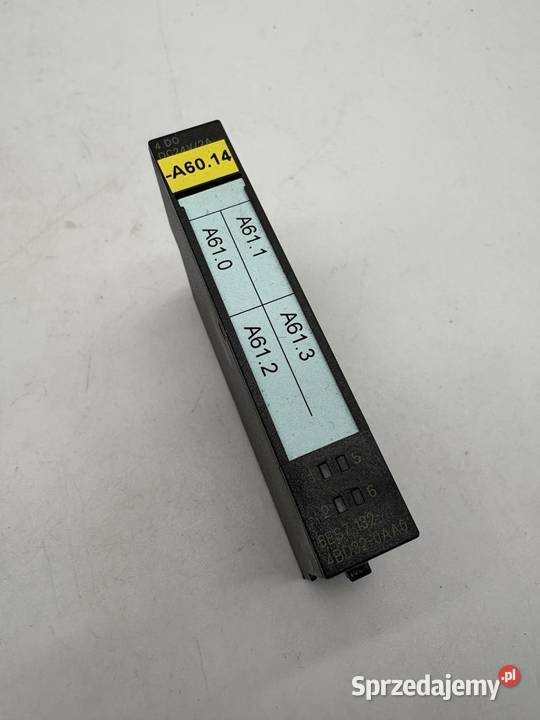 4 DO
DC24V/2A
-A60.14
A61.0 A61.1
A61.2 A61.3
1 5
2 6
6ES7 132-
4BD32-0AA0
Sprzedajemy.pl